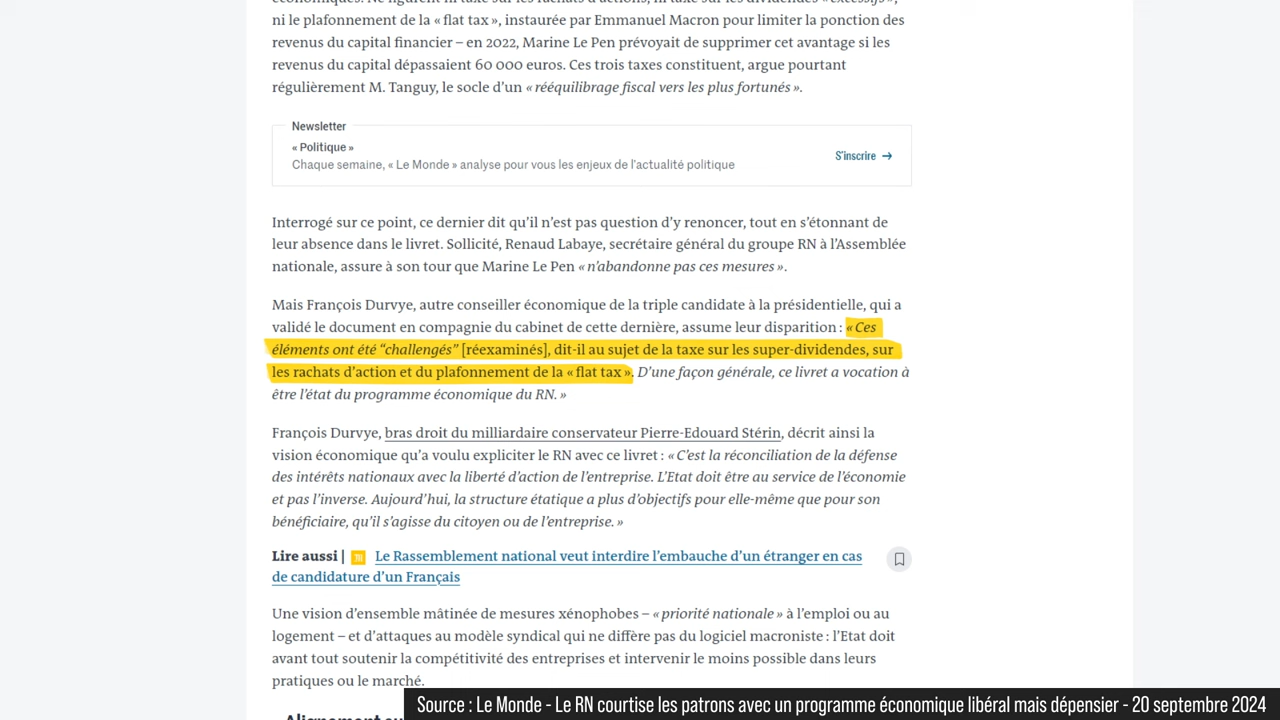 ni le plafonnement de la « flat tax », instaurée par Emmanuel Macron pour limiter la ponction des
revenus du capital financier – en 2022, Marine Le Pen prévoyait de supprimer cet avantage si les
revenus du capital dépassaient 60 000 euros. Ces trois taxes constituent, argue pourtant
régulièrement M. Tanguy, le socle d’un « rééquilibrage fiscal vers les plus fortunés ».
Newsletter
« Politique »
Chaque semaine, « Le Monde » analyse pour vous les enjeux de l’actualité politique
S’inscrire →
Interrogé sur ce point, ce dernier dit qu’il n’est pas question d’y renoncer, tout en s’étonnant de
leur absence dans le livret. Sollicité, Renaud Labaye, secrétaire général du groupe RN à l’Assemblée
nationale, assure à son tour que Marine Le Pen « n’abandonne pas ces mesures ».
Mais François Durvye, autre conseiller économique de la triple candidate à la présidentielle, qui a
validé le document en compagnie du cabinet de cette dernière, assume leur disparition : « Ces
éléments ont été “challengés” [réexaminés], dit-il au sujet de la taxe sur les super-dividendes, sur
les rachats d’action et du plafonnement de la « flat tax ». D’une façon générale, ce livret a vocation à
être l’état du programme économique du RN. »
François Durvye, bras droit du milliardaire conservateur Pierre-Edouard Stérin, décrit ainsi la
vision économique qu’a voulu expliciter le RN avec ce livret : « C’est la réconciliation de la défense
des intérêts nationaux avec la liberté d’action de l’entreprise. L’Etat doit être au service de l’économie
et pas l’inverse. Aujourd’hui, la structure étatique a plus d’objectifs pour elle-même que pour son
bénéficiaire, qu’il s’agisse du citoyen ou de l’entreprise. »
Lire aussi | Le Rassemblement national veut interdire l’embauche d’un étranger en cas
de candidature d’un Français
Une vision d’ensemble mâtinée de mesures xénophobes – « priorité nationale » à l’emploi ou au
logement – et d’attaques au modèle syndical qui ne diffère pas du logiciel macroniste : l’Etat doit
avant tout soutenir la compétitivité des entreprises et intervenir le moins possible dans leurs
pratiques ou le marché.
Source : Le Monde - Le RN courtise les patrons avec un programme économique libéral mais dépensier - 20 septembre 2024